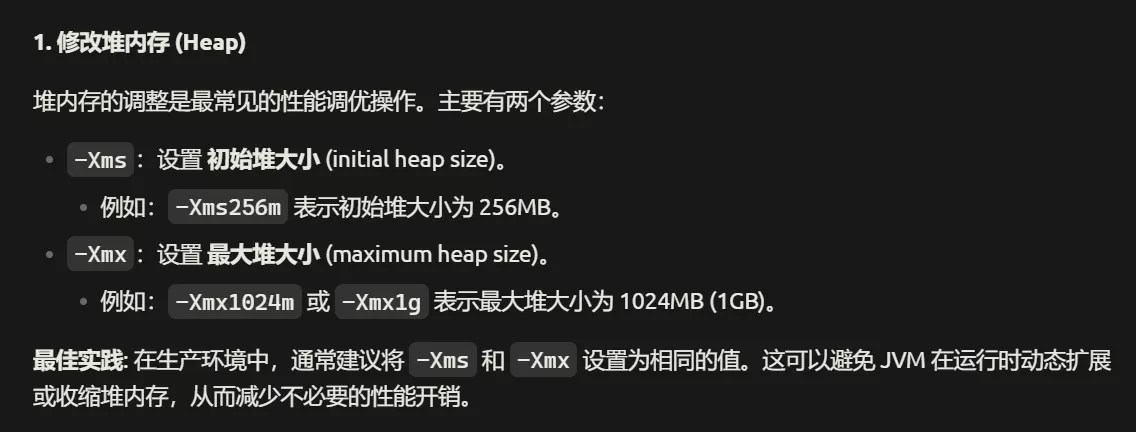 1. 修改堆内存 (Heap)
堆内存的调整是最常见的性能调优操作。主要有两个参数：
-Xms：设置 初始堆大小 (initial heap size)。
例如：-Xms256m 表示初始堆大小为 256MB。
-Xmx：设置 最大堆大小 (maximum heap size)。
例如：-Xmx1024m 或 -Xmx1g 表示最大堆大小为 1024MB (1GB)。
最佳实践: 在生产环境中，通常建议将 -Xms 和 -Xmx 设置为相同的值。这可以避免 JVM 在运行时动态扩展
或收缩堆内存，从而减少不必要的性能开销。